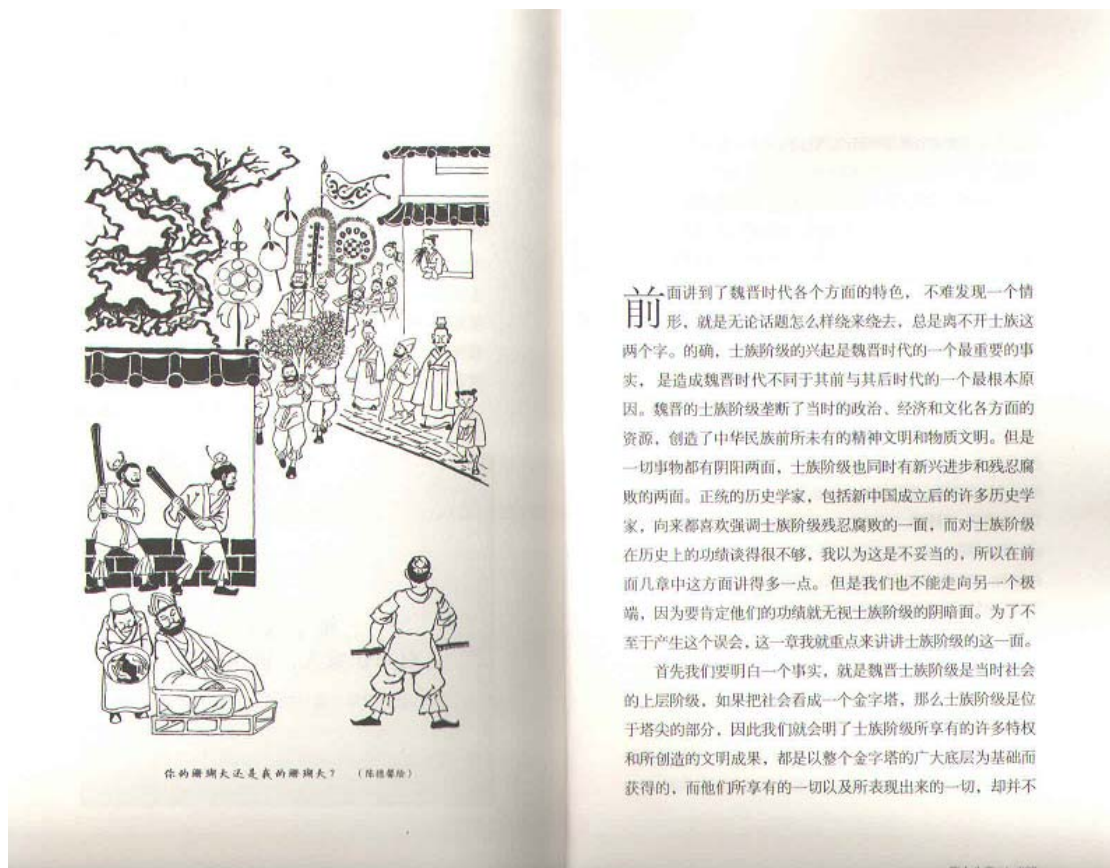 你的珊瑚大还是我的珊瑚大？ （陈德馨绘）
前面讲到了魏晋时代各个方面的特色， 不难发现一个情
形，就是无论话题怎么样绕来绕去，总是离不开士族这
两个字。的确，士族阶级的兴起是魏晋时代的一个最重要的事
实， 是造成魏晋时代不同于其前与其后时代的一个最根本原
因。魏晋的士族阶级垄断了当时的政治、经济和文化各方面的
资源，创造了中华民族前所未有的精神文明和物质文明。但是
一切事物都有阴阳两面，士族阶级也同时有新兴进步和残忍腐
败的两面。正统的历史学家，包括新中国成立后的许多历史学
家，向来都喜欢强调士族阶级残忍腐败的一面，而对士族阶级
在历史上的功绩谈得很不够，我以为这是不妥当的，所以在前
面几章中这方面讲得多一点。 但是我们也不能走向另一个极
端，因为要肯定他们的功绩就无视士族阶级的阴暗面。为了不
至于产生这个误会，这一章我就重点来讲讲士族阶级的这一面。
首先我们要明白一个事实，就是魏晋士族阶级是当时社会
的上层阶级，如果把社会看成一个金字塔，那么士族阶级是位
于塔尖的部分，因此我们就会明了士族阶级所享有的许多特权
和所创造的文明成果，都是以整个金字塔的广大底层为基础而
获得的，而他们所享有的一切以及所表现出来的一切，却并不